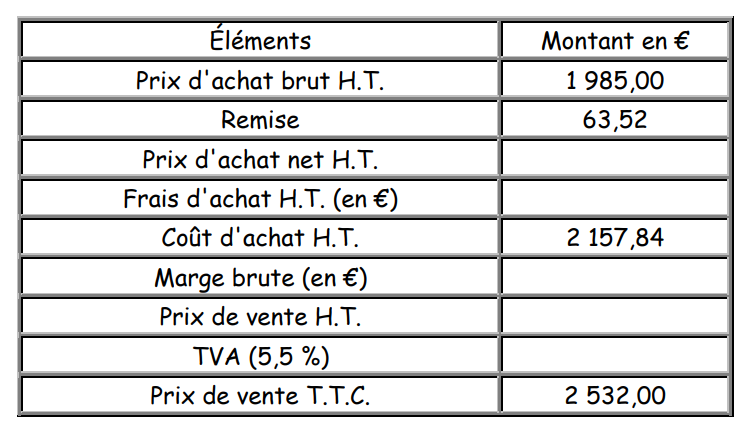 Éléments Montant en €
Prix d'achat brut H.T. 1 985,00
Remise 63,52
Prix d'achat net H.T.
Frais d'achat H.T. (en €)
Coût d'achat H.T. 2 157,84
Marge brute (en €)
Prix de vente H.T.
TVA (5,5 %)
Prix de vente T.T.C. 2 532,00